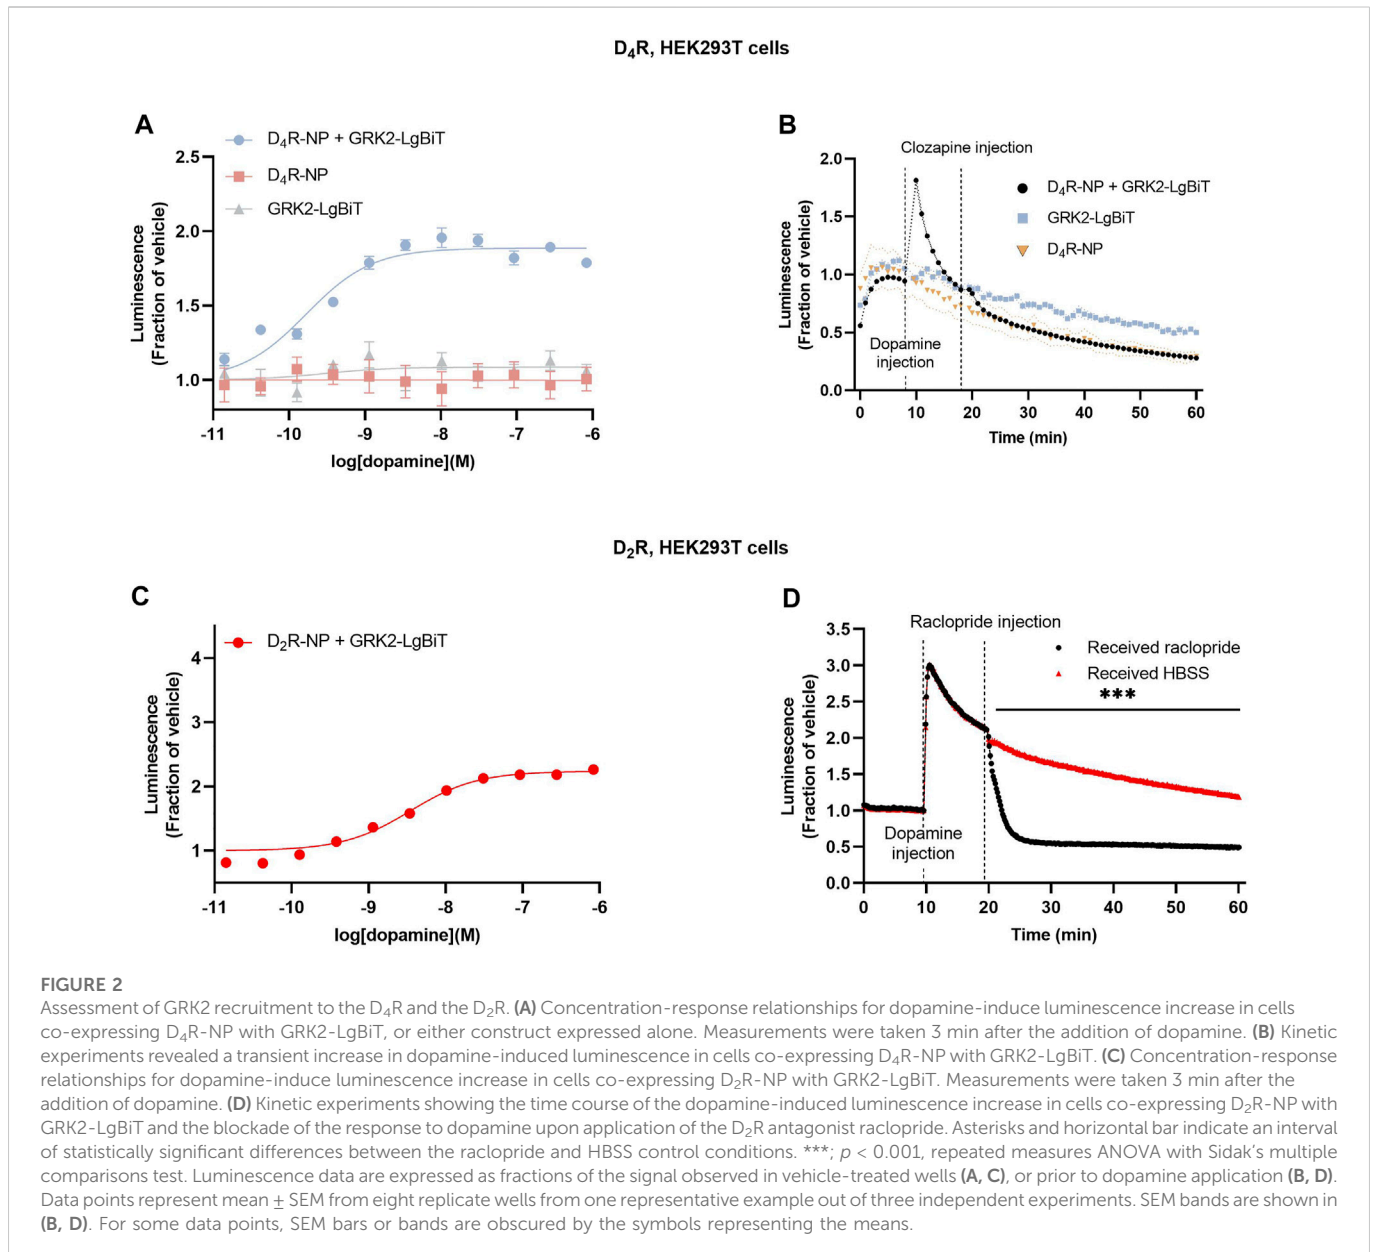 D₄R, HEK293T cells
A
D₄R-NP + GRK2-LgBiT
D₄R-NP
GRK2-LgBiT
Luminescence
(Fraction of vehicle)
2.5
2.0
1.5
1.0
-11 -10 -9 -8 -7 -6
log[dopamine](M)
B
Clozapine injection
D₄R-NP + GRK2-LgBiT
GRK2-LgBiT
D₄R-NP
Dopamine
injection
Luminescence
(Fraction of vehicle)
2.0
1.5
1.0
0.5
0.0
0 10 20 30 40 50 60
Time (min)
D₂R, HEK293T cells
C
D₂R-NP + GRK2-LgBiT
Luminescence
(Fraction of vehicle)
4
3
2
1
-11 -10 -9 -8 -7 -6
log[dopamine](M)
D
Raclopride injection
Received raclopride
Received HBSS
***
Dopamine
injection
Luminescence
(Fraction of vehicle)
3.5
3.0
2.5
2.0
1.5
1.0
0.5
0.0
0 10 20 30 40 50 60
Time (min)
FIGURE 2
Assessment of GRK2 recruitment to the D₄R and the D₂R. (A) Concentration-response relationships for dopamine-induce luminescence increase in cells
co-expressing D₄R-NP with GRK2-LgBiT, or either construct expressed alone. Measurements were taken 3 min after the addition of dopamine. (B) Kinetic
experiments revealed a transient increase in dopamine-induced luminescence in cells co-expressing D₄R-NP with GRK2-LgBiT. (C) Concentration-response
relationships for dopamine-induce luminescence increase in cells co-expressing D₂R-NP with GRK2-LgBiT. Measurements were taken 3 min after the
addition of dopamine. (D) Kinetic experiments showing the time course of the dopamine-induced luminescence increase in cells co-expressing D₂R-NP with
GRK2-LgBiT and the blockade of the response to dopamine upon application of the D₂R antagonist raclopride. Asterisks and horizontal bar indicate an interval
of statistically significant differences between the raclopride and HBSS control conditions. ***; p < 0.001, repeated measures ANOVA with Sidak's multiple
comparisons test. Luminescence data are expressed as fractions of the signal observed in vehicle-treated wells (A, C), or prior to dopamine application (B, D).
Data points represent mean ± SEM from eight replicate wells from one representative example out of three independent experiments. SEM bands are shown in
(B, D). For some data points, SEM bars or bands are obscured by the symbols representing the means.